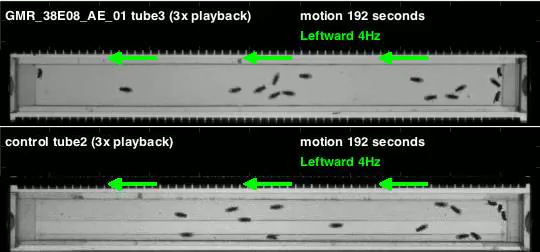 GMR_38E08_AE_01 tube3 (3x playback) motion 192 seconds
Leftward 4Hz
control tube2 (3x playback) motion 192 seconds
Leftward 4Hz